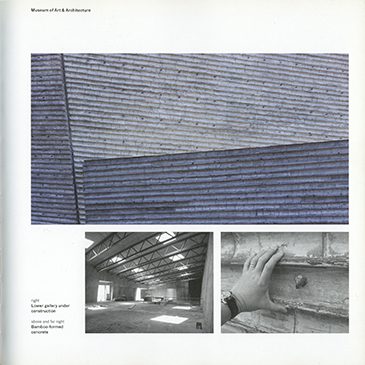 Museum of Art & Architecture
right
Lower gallery under
construction
above and far right
Bamboo-formed
concrete